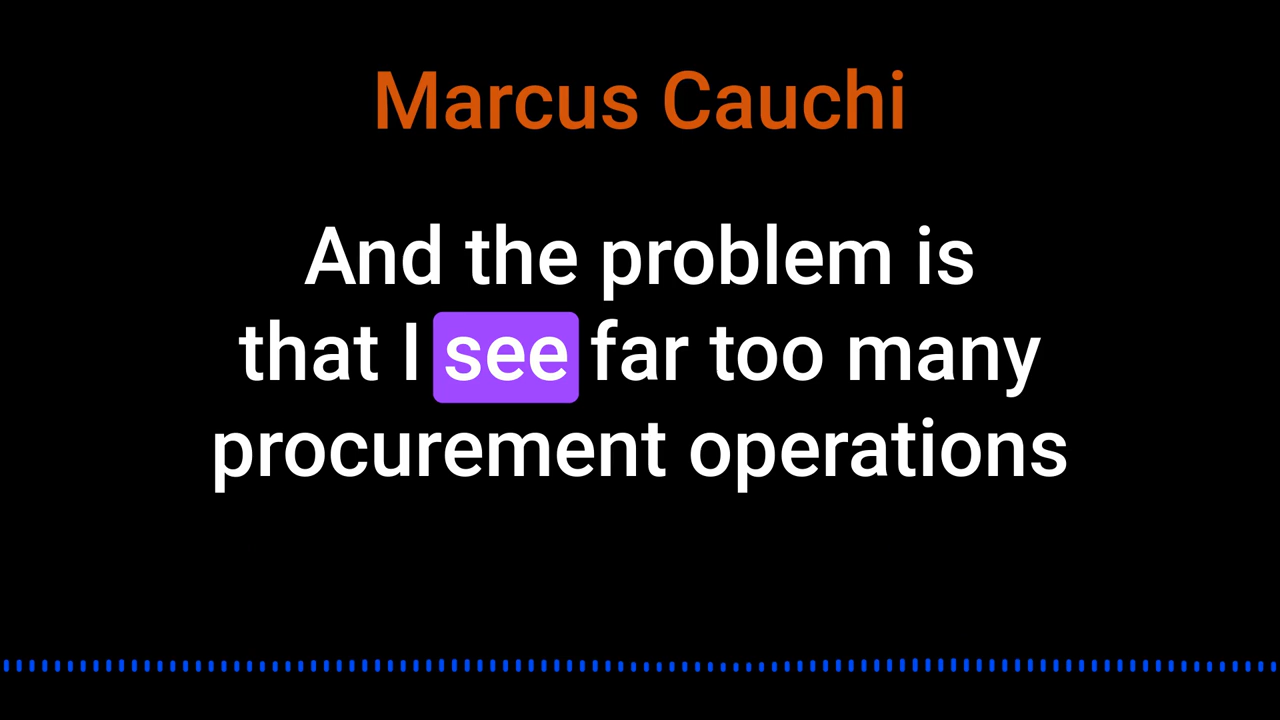 Marcus Cauchi
And the problem is
that I see far too many
procurement operations